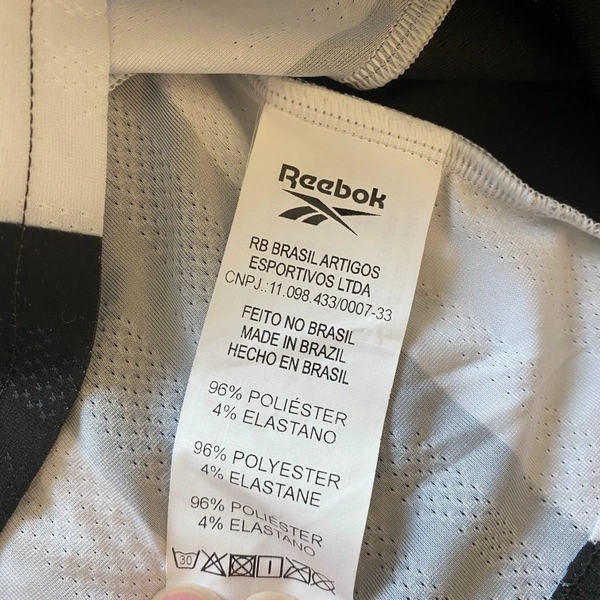 Reebok
RB BRASIL ARTIGOS
ESPORTIVOS LTDA
CNPJ.:11.098.433/0007-33
FEITO NO BRASIL
MADE IN BRAZIL
HECHO EN BRASIL
96% POLIÉSTER
4% ELASTANO
96% POLYESTER
4% ELASTANE
96% POLIÉSTER
4% ELASTANO
30